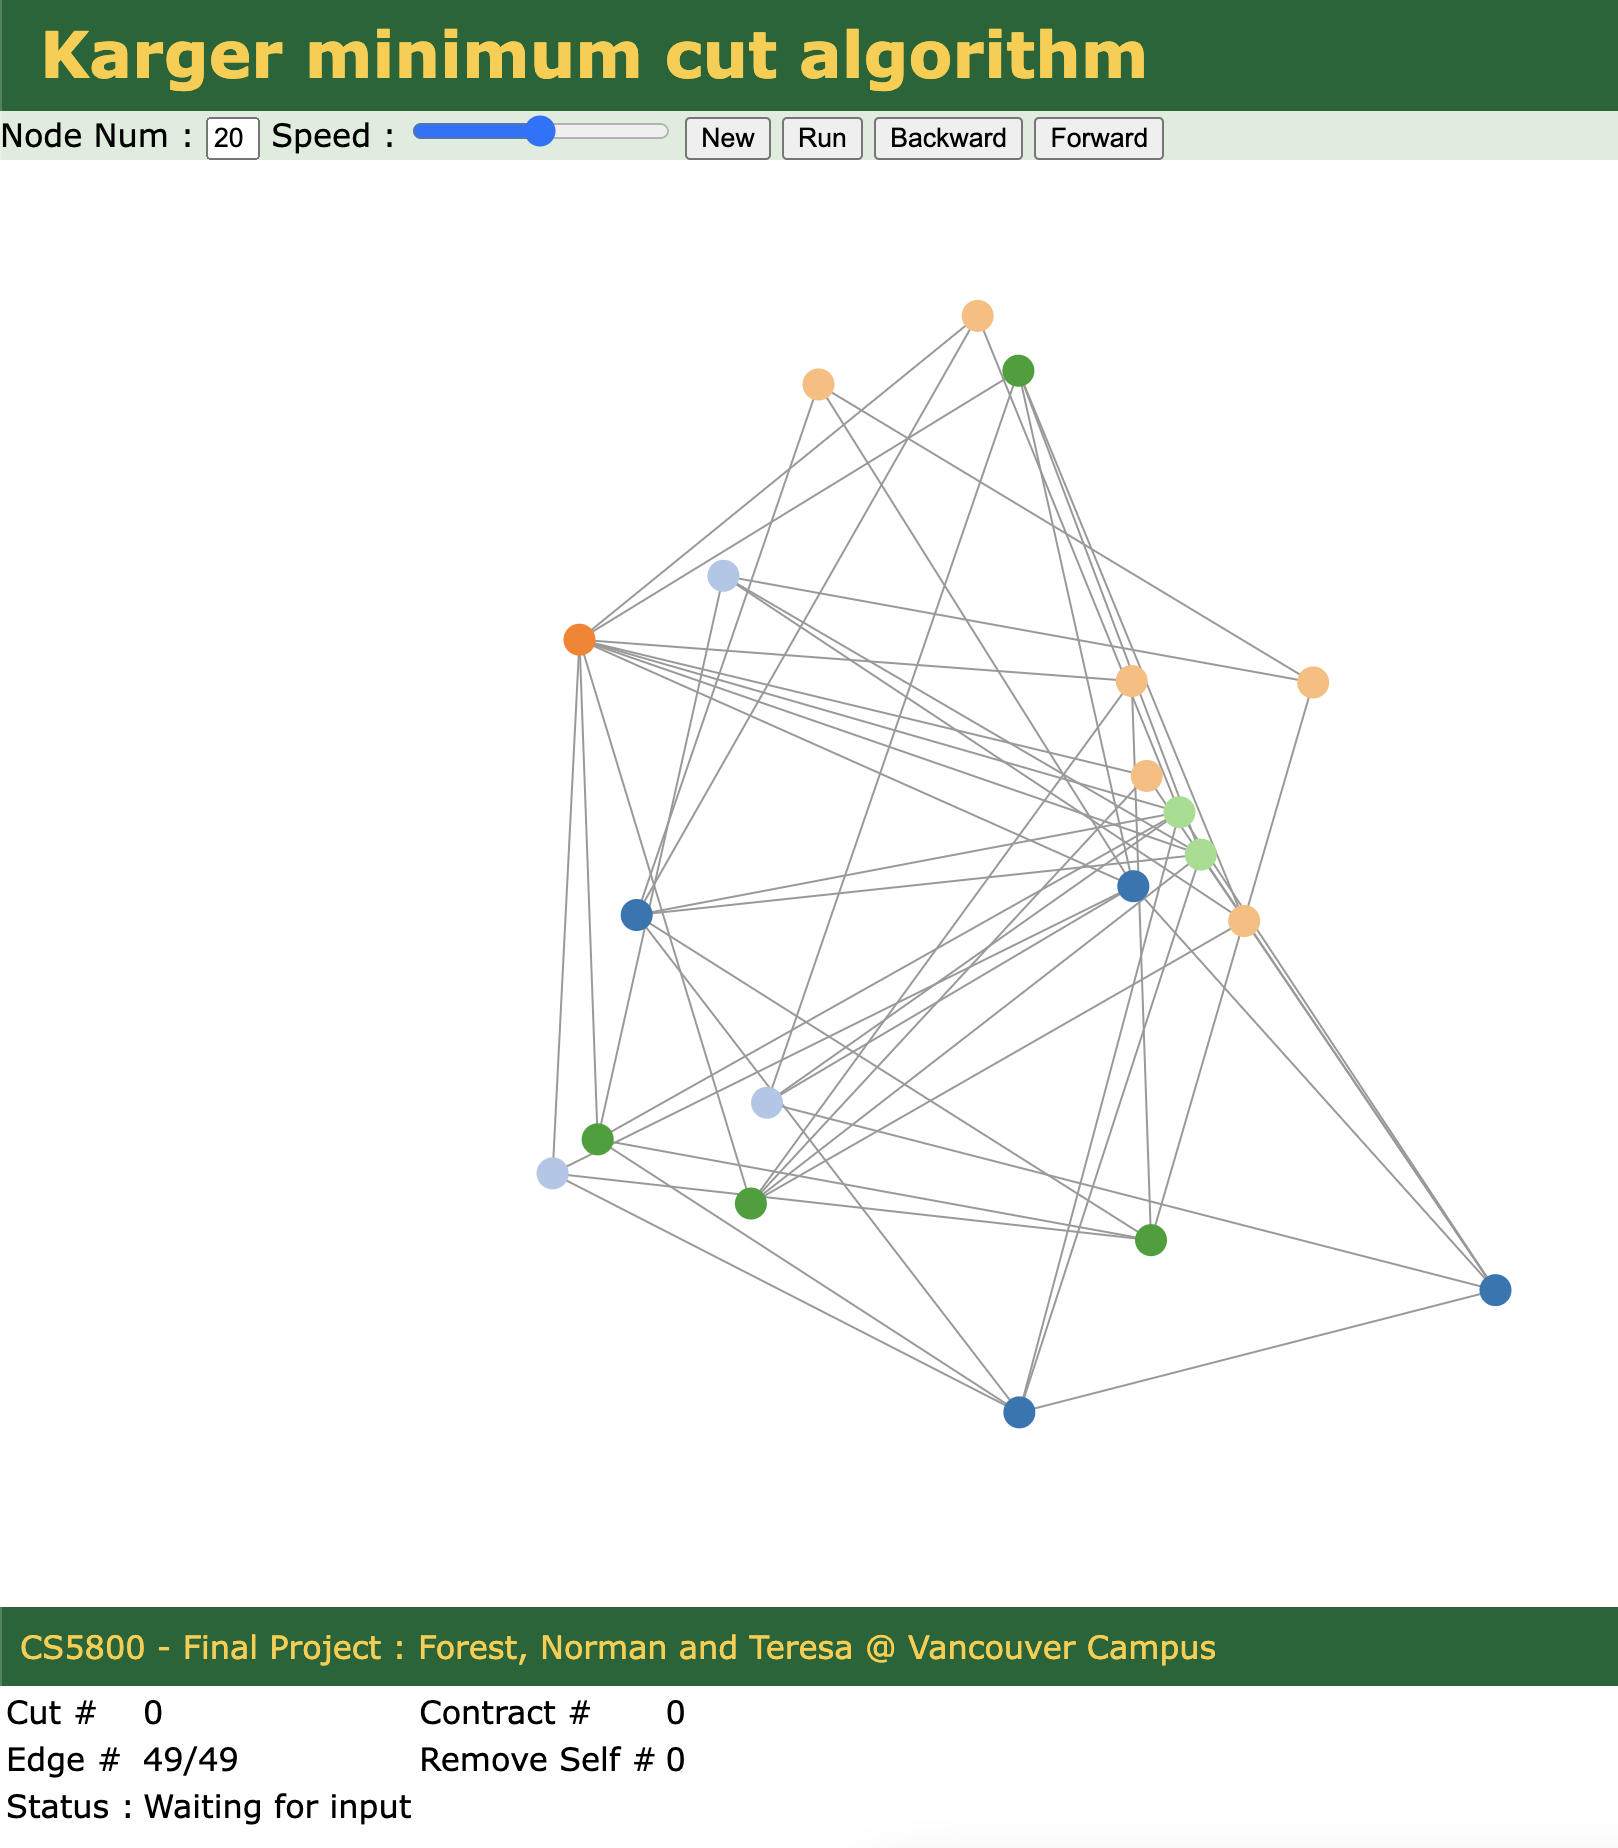 Karger minimum cut algorithm
Node Num : 20 Speed : New Run Backward Forward
CS5800 - Final Project : Forest, Norman and Teresa @ Vancouver Campus
Cut # 0 Contract # 0
Edge # 49/49 Remove Self # 0
Status : Waiting for input